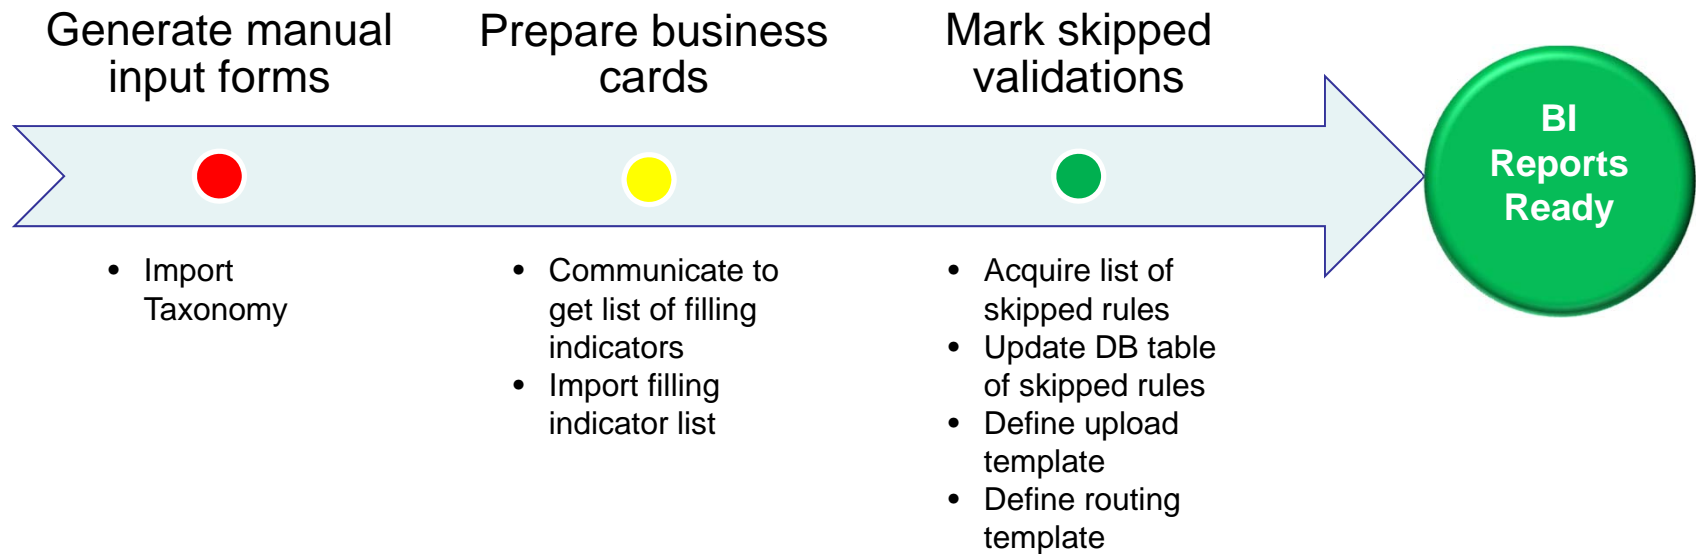 Generate manual
input forms
Prepare business
cards
Mark skipped
validations
BI
Reports
Ready
• Import
Taxonomy
• Communicate to
get list of filling
indicators
• Import filling
indicator list
• Acquire list of
skipped rules
• Update DB table
of skipped rules
• Define upload
template
• Define routing
template